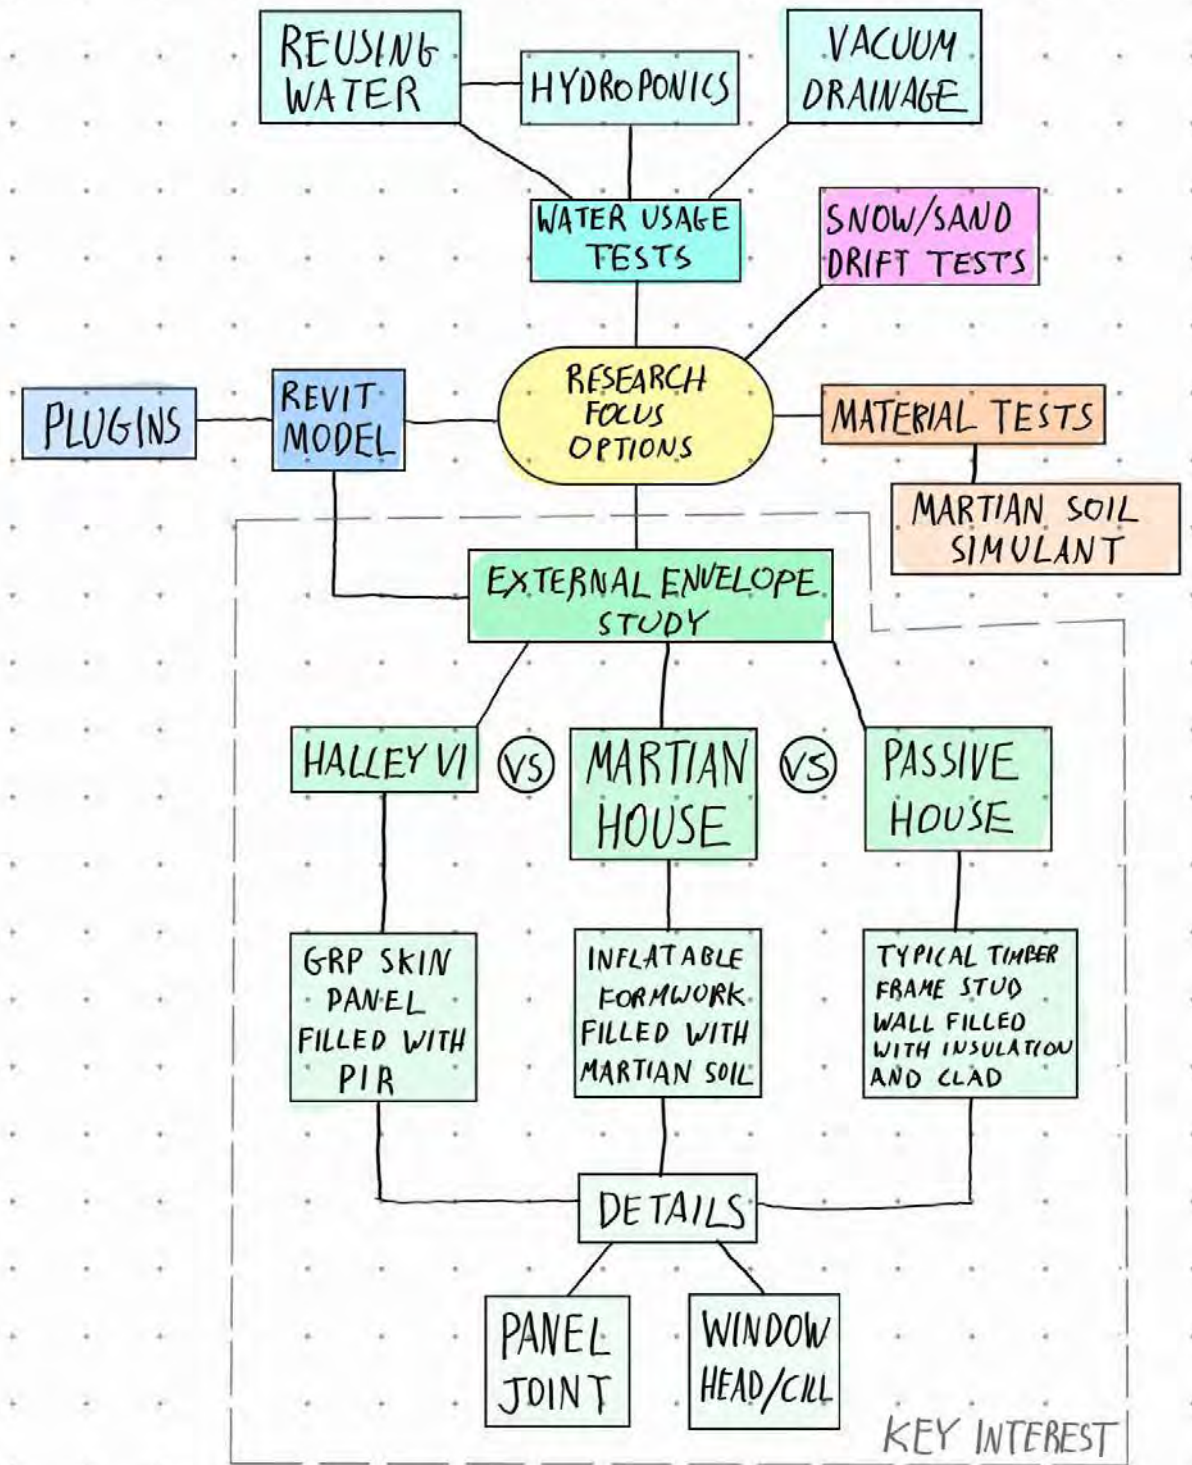 REUSING
WATER
HYDROPONICS
VACUUM
DRAINAGE
WATER USAGE
TESTS
SNOW/SAND
DRIFT TESTS
RESEARCH
FOCUS
OPTIONS
PLUGINS
REVIT
MODEL
MATERIAL TESTS
MARTIAN SOIL
SIMULANT
EXTERNAL ENVELOPE
STUDY
HALLEY VI
VS
MARTIAN
HOUSE
VS
PASSIVE
HOUSE
GRP SKIN
PANEL
FILLED WITH
PIR
INFLATABLE
FORMWORK
FILLED WITH
MARTIAN SOIL
TYPICAL TIMBER
FRAME STUD
WALL FILLED
WITH INSULATION
AND CLAD
DETAILS
PANEL
JOINT
WINDOW
HEAD/CILL
KEY INTEREST